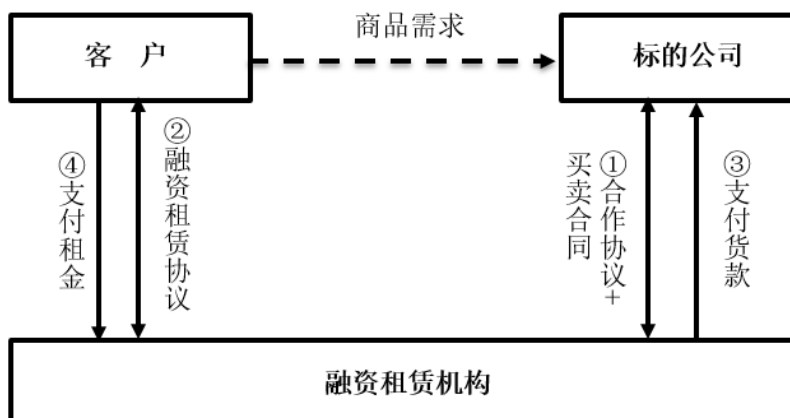 商品需求
客 户
标的公司
④支付租金
②融资租赁协议
①合作协议+
买卖合同
③支付货款
融资租赁机构